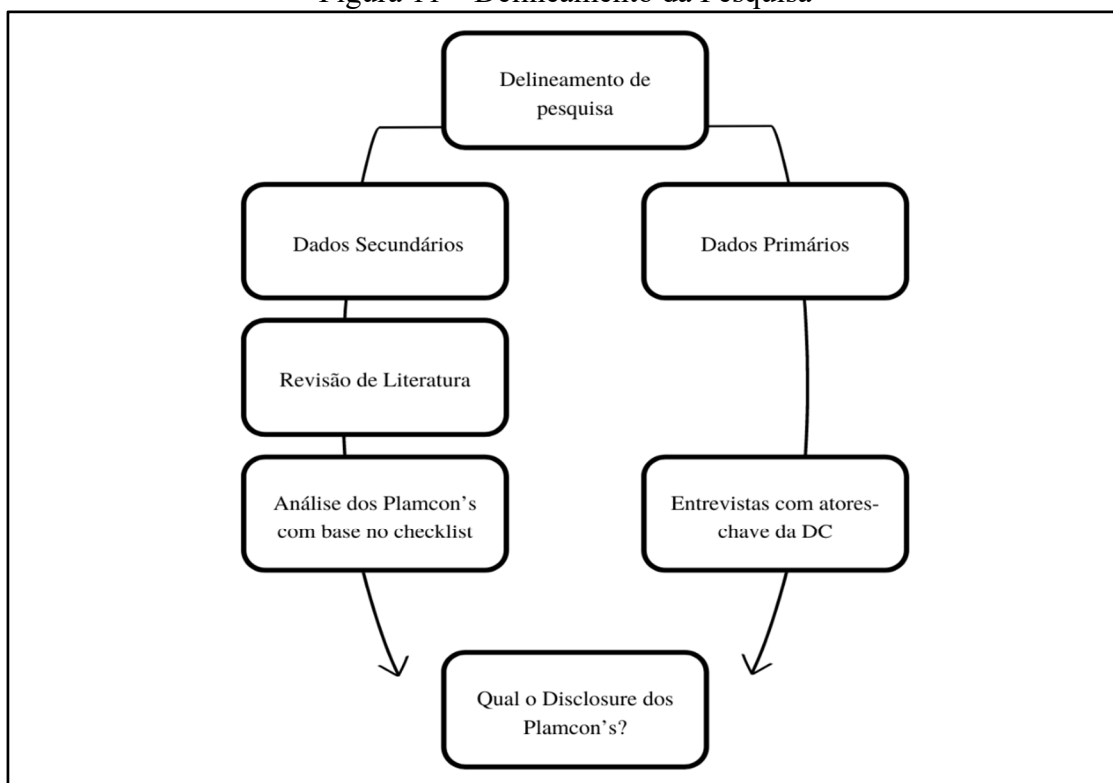 Figura 11 – Delineamento da Pesquisa
Delineamento de
pesquisa
Dados Secundários
Dados Primários
Revisão de Literatura
Análise dos Plamcon’s
com base no checklist
Entrevistas com atores-
chave da DC
Qual o Disclosure dos
Plamcon’s?